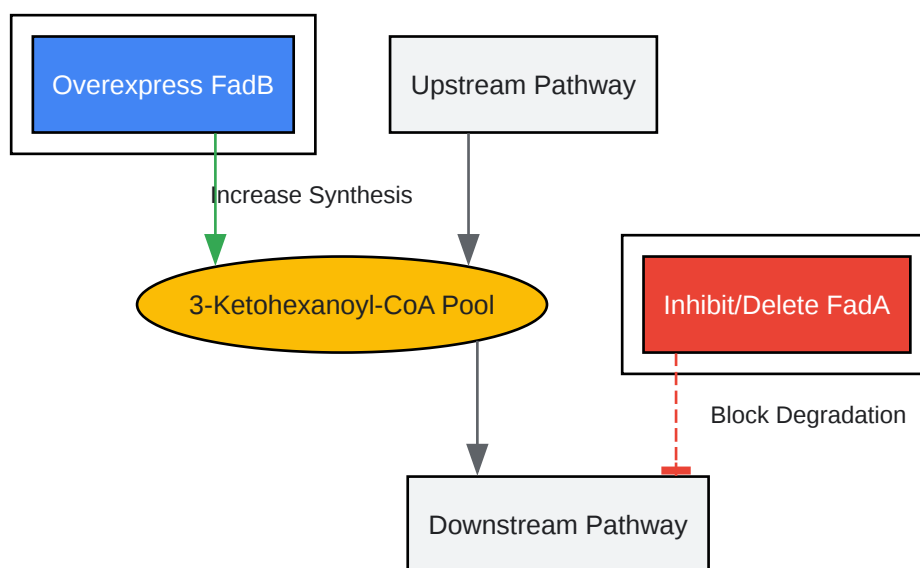 Overexpress FadB
Upstream Pathway
Increase Synthesis
3-Ketohexanoyl-CoA Pool
Inhibit/Delete FadA
Block Degradation
Downstream Pathway